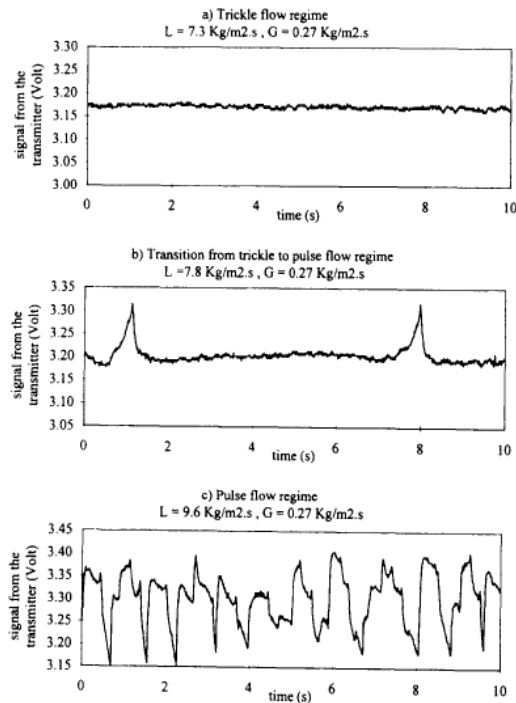 a) Trickle flow regime
L = 7.3 Kg/m2.s , G = 0.27 Kg/m2.s
signal from the
transmitter (Volt)
3.30
3.25
3.20
3.15
3.10
3.05
3.00
0 2 4 6 8 10
time (s)
b) Transition from trickle to pulse flow regime
L =7.8 Kg/m2.s , G = 0.27 Kg/m2.s
signal from the
transmitter (Volt)
3.35
3.30
3.25
3.20
3.15
3.10
3.05
0 2 4 6 8 10
time (s)
c) Pulse flow regime
L = 9.6 Kg/m2.s , G = 0.27 Kg/m2.s
signal from the
transmitter (Volt)
3.45
3.40
3.35
3.30
3.25
3.20
3.15
0 2 4 6 8 10
time (s)